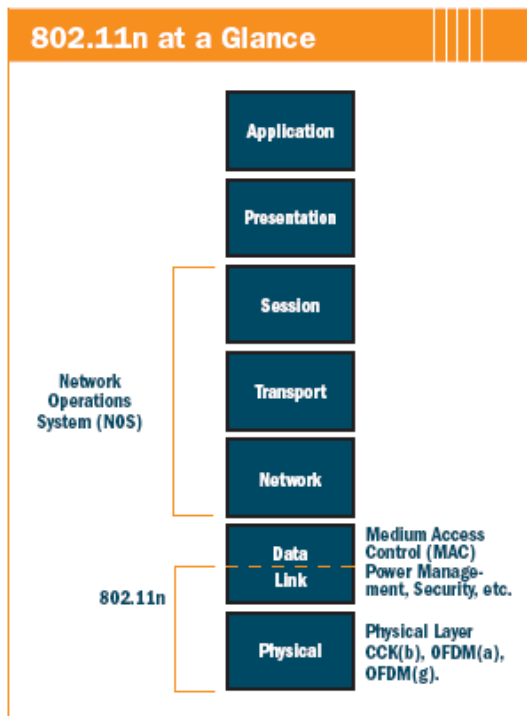 802.11n at a Glance
Application
Presentation
Session
Network
Operations
System (NOS)
Transport
Network
Data
Link
Medium Access
Control (MAC)
Power Manage-
ment, Security, etc.
802.11n
Physical
Physical Layer
CCK(b), OFDM(a),
OFDM(g).